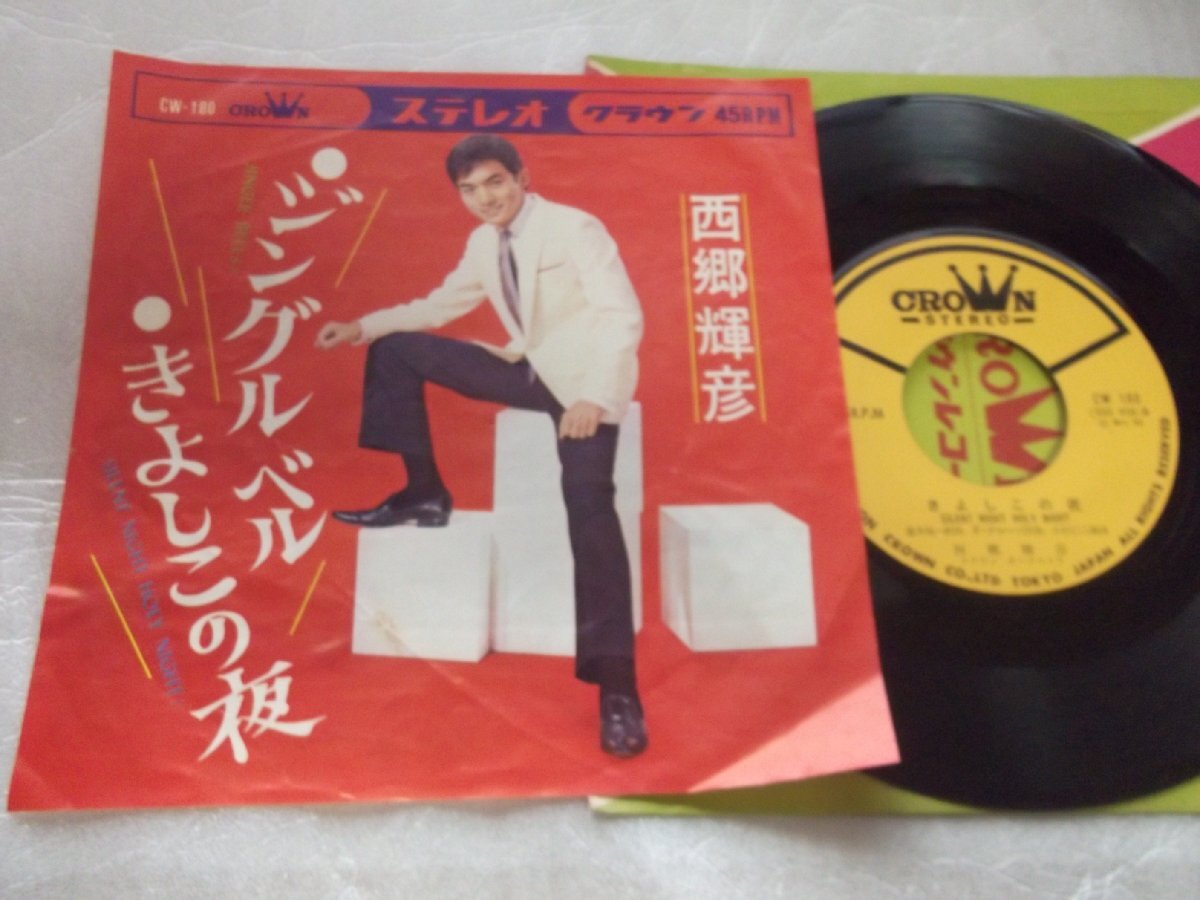 CW-180 CROWN ステレオ クラウン 45RPM
西郷輝彦
●ジングルベル
●きよしこの夜
SILENT NIGHT HOLY NIGHT
CROWN
STEREO
CW 180
きよしこの夜
SILENT NIGHT HOLY NIGHT
CROWN CO.,LTD. TOKYO JAPAN ALL RIGHTS RESERVED